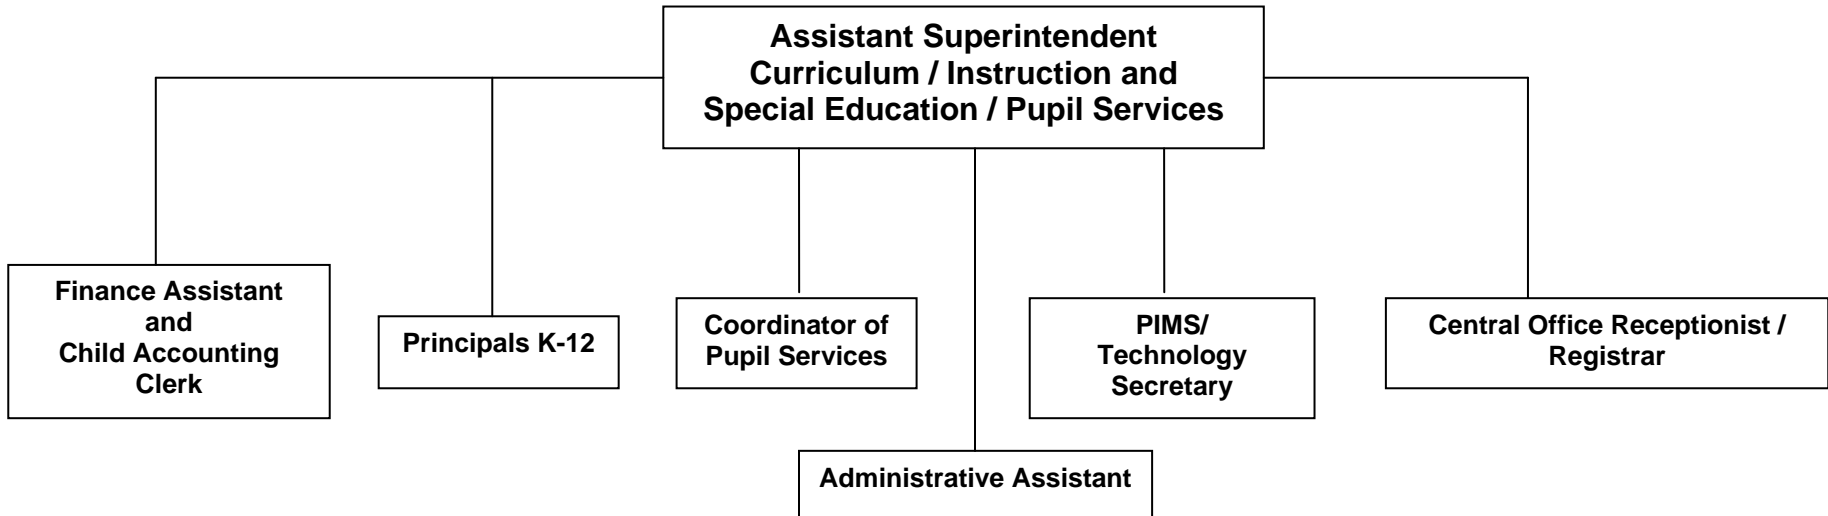 Assistant Superintendent
Curriculum / Instruction and
Special Education / Pupil Services
Finance Assistant
and
Child Accounting
Clerk
Principals K-12
Coordinator of
Pupil Services
PIMS/
Technology
Secretary
Central Office Receptionist /
Registrar
Administrative Assistant